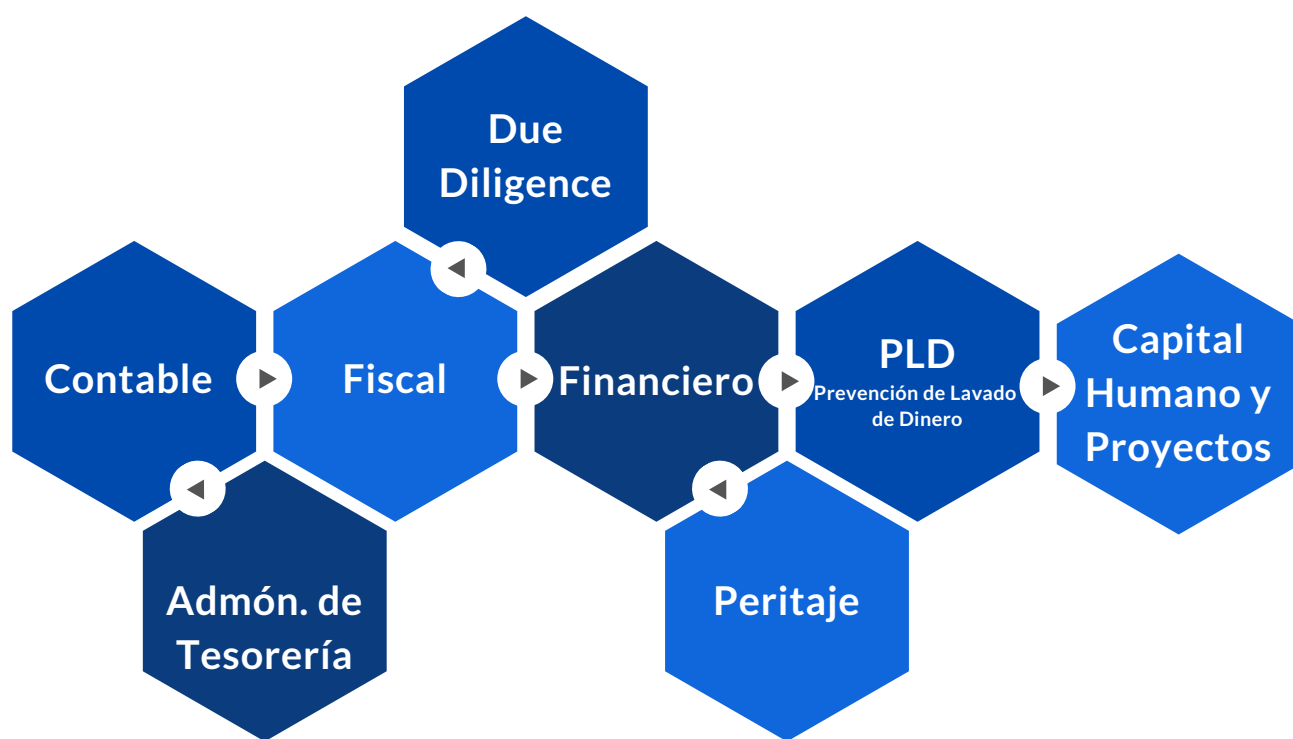 Due
Diligence
Contable
Fiscal
Financiero
PLD
Prevención de Lavado
de Dinero
Capital
Humano y
Proyectos
Admón. de
Tesorería
Peritaje